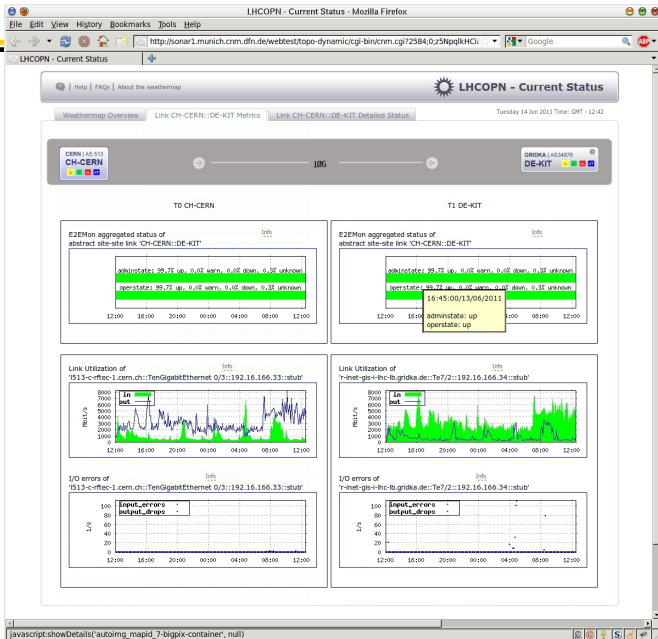 LHCOPN - Current Status - Mozilla Firefox
File Edit View History Bookmarks Tools Help
http://sonar1.munich.cnm.dfn.de/webtest/topo-dynamic/cgi-bin/cnm.cgi?2584;0;z5NpqlkHCl
Google
ABP
LHCOPN - Current Status
Help | FAQs | About the weathermap
LHCOPN - Current Status
Weathermap Overview
Link CH-CERN::DE-KIT Metrics
Link CH-CERN::DE-KIT Detailed Status
Tuesday 14 Jun 2011 Time: GMT - 12:42
CERN | AS 513
CH-CERN
10G
GRIDKA | AS34878
DE-KIT
T0 CH-CERN
T1 DE-KIT
E2EMon aggregated status of
abstract site-site link 'CH-CERN::DE-KIT'
Info
adminstate: 99.7% up, 0.0% warn, 0.0% down, 0.3% unknown
operstate: 99.7% up, 0.0% warn, 0.0% down, 0.3% unknown
12:00 16:00 20:00 00:00 04:00 08:00 12:00
E2EMon aggregated status of
abstract site-site link 'CH-CERN::DE-KIT'
Info
adminstate: 99.7% up, 0.0% warn, 0.0% down, 0.3% unknown
operstate: 99.7% up, 0.0% warn, 0.0% down, 0.3% unknown
16:45:00/13/06/2011
adminstate: up
operstate: up
12:00 16:00 20:00 00:00 04:00 08:00 12:00
Link Utilization of
'l513-c-rftec-1.cern.ch::TenGigabitEthernet 0/3::192.16.166.33::stub'
Info
in
out
Mbit/s
8000
7000
6000
5000
4000
3000
2000
1000
0
12:00 16:00 20:00 00:00 04:00 08:00 12:00
Link Utilization of
'r-inet-gis-i-lhc-lb.gridka.de::Te7/2::192.16.166.34::stub'
Info
in
out
Mbit/s
8000
7000
6000
5000
4000
3000
2000
1000
0
12:00 16:00 20:00 00:00 04:00 08:00 12:00
I/O errors of
'l513-c-rftec-1.cern.ch::TenGigabitEthernet 0/3::192.16.166.33::stub'
Info
input_errors
output_drops
1/s
100
80
60
40
20
0
12:00 16:00 20:00 00:00 04:00 08:00 12:00
I/O errors of
'r-inet-gis-i-lhc-lb.gridka.de::Te7/2::192.16.166.34::stub'
Info
input_errors
output_drops
1/s
100
80
60
40
20
0
12:00 16:00 20:00 00:00 04:00 08:00 12:00
javascript:showDetails('autoimg_mapid_7-bigpix-container', null)